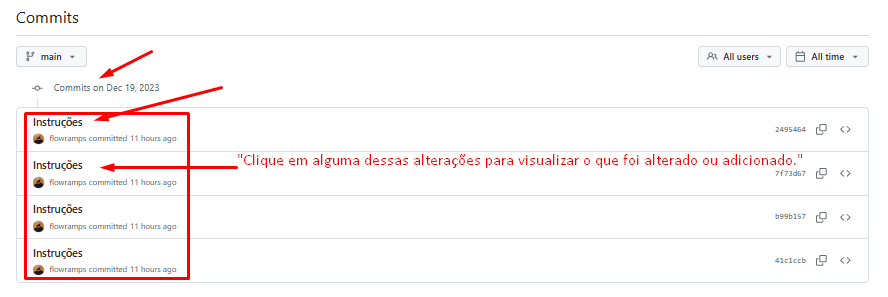 Commits
main
All users
All time
Commits on Dec 19, 2023
Instruções
flowramps committed 11 hours ago
2495464
"Clique em alguma dessas alterações para visualizar o que foi alterado ou adicionado."
Instruções
flowramps committed 11 hours ago
7f73d67
Instruções
flowramps committed 11 hours ago
b99b157
Instruções
flowramps committed 11 hours ago
41c1ccb